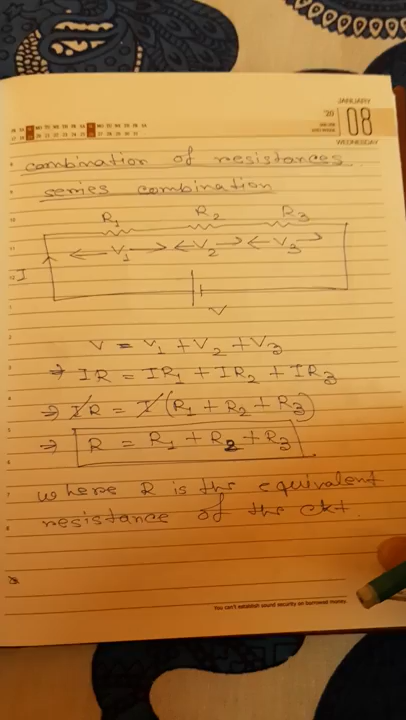 JANUARY
'20
08
WEDNESDAY
combination of resistances
series combination
R1 R2 R3
V1 V2 V3
I
V
V = V1 + V2 + V3
⇒ IR = IR1 + IR2 + IR3
⇒ IR = I(R1 + R2 + R3)
⇒ R = R1 + R2 + R3
where R is the equivalent
resistance of the ckt.
You can't establish sound security on borrowed money.